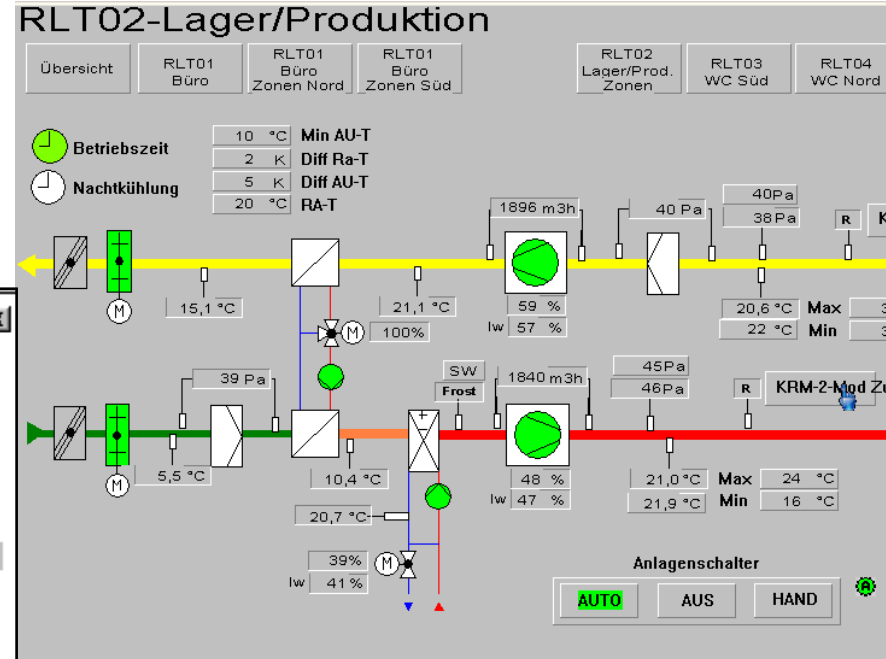 RLT02-Lager/Produktion
Übersicht
RLT01
Büro
RLT01
Büro
Zonen Nord
RLT01
Büro
Zonen Süd
RLT02
Lager/Prod.
Zonen
RLT03
WC Süd
RLT04
WC Nord
Betriebszeit
Nachtkühlung
10 °C Min AU-T
2 K Diff Ra-T
5 K Diff AU-T
20 °C RA-T
1896 m3h
40 Pa
40Pa
38Pa
R
K
15,1 °C
M
21,1 °C
M
100%
59 %
Iw 57 %
20,6 °C Max 3
22 °C Min 3
39 Pa
SW
Frost
1840 m3h
45Pa
46Pa
R
KRM-2-Mod Zu
M
5,5 °C
10,4 °C
48 %
Iw 47 %
21,0°C Max 24 °C
21,9 °C Min 16 °C
20,7 °C
39%
M
Iw 41 %
Anlagenschalter
AUTO
AUS
HAND
A